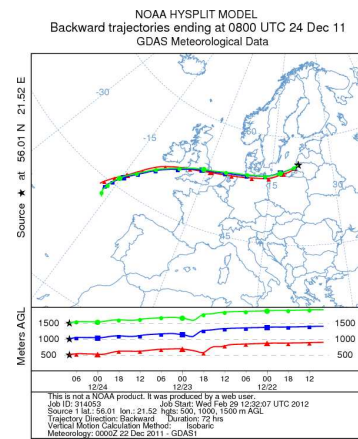 NOAA HYSPLIT MODEL
Backward trajectories ending at 0800 UTC 24 Dec 11
GDAS Meteorological Data
Source ★ at 56.01 N 21.52 E
-30
-15
-15
15
30
Meters AGL
1500
1000
500
1500
1000
500
06 00 18 12 06 00 18 12 06 00 18 12
12/24 12/23 12/22
This is not a NOAA product. It was produced by a web user.
Job ID: 314053 Job Start: Wed Feb 29 12:32:07 UTC 2012
Source 1 lat.: 56.01 lon.: 21.52 hgts: 500, 1000, 1500 m AGL
Trajectory Direction: Backward Duration: 72 hrs
Vertical Motion Calculation Method: Isobaric
Meteorology: 0000Z 22 Dec 2011 - GDAS1